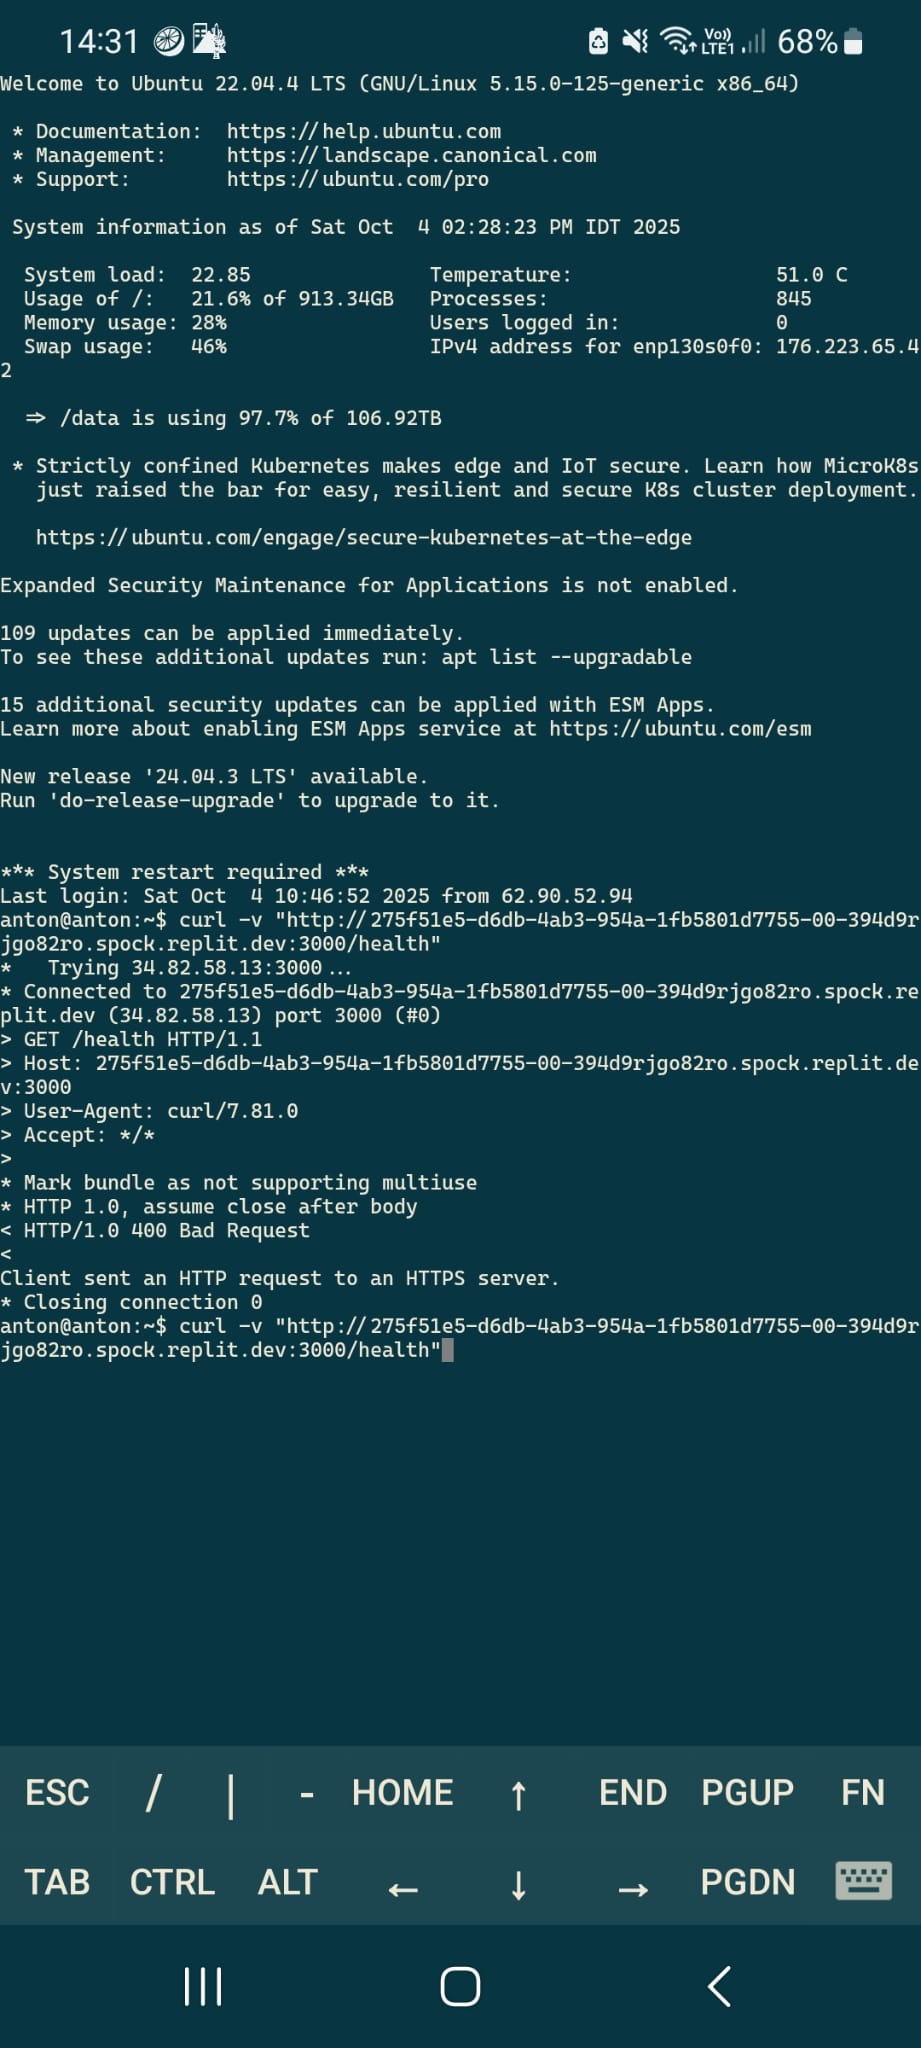 14:31 Vo)) LTE1 68%
Welcome to Ubuntu 22.04.4 LTS (GNU/Linux 5.15.0-125-generic x86_64)
* Documentation: https://help.ubuntu.com
* Management: https://landscape.canonical.com
* Support: https://ubuntu.com/pro
System information as of Sat Oct 4 02:28:23 PM IDT 2025
System load: 22.85 Temperature: 51.0 C
Usage of /: 21.6% of 913.34GB Processes: 845
Memory usage: 28% Users logged in: 0
Swap usage: 46% IPv4 address for enp130s0f0: 176.223.65.4
2
=> /data is using 97.7% of 106.92TB
* Strictly confined Kubernetes makes edge and IoT secure. Learn how MicroK8s
just raised the bar for easy, resilient and secure K8s cluster deployment.
https://ubuntu.com/engage/secure-kubernetes-at-the-edge
Expanded Security Maintenance for Applications is not enabled.
109 updates can be applied immediately.
To see these additional updates run: apt list --upgradable
15 additional security updates can be applied with ESM Apps.
Learn more about enabling ESM Apps service at https://ubuntu.com/esm
New release '24.04.3 LTS' available.
Run 'do-release-upgrade' to upgrade to it.
*** System restart required ***
Last login: Sat Oct 4 10:46:52 2025 from 62.90.52.94
anton@anton:~$ curl -v "http://275f51e5-d6db-4ab3-954a-1fb5801d7755-00-394d9r
jgo82ro.spock.replit.dev:3000/health"
* Trying 34.82.58.13:3000...
* Connected to 275f51e5-d6db-4ab3-954a-1fb5801d7755-00-394d9rjgo82ro.spock.re
plit.dev (34.82.58.13) port 3000 (#0)
> GET /health HTTP/1.1
> Host: 275f51e5-d6db-4ab3-954a-1fb5801d7755-00-394d9rjgo82ro.spock.replit.de
v:3000
> User-Agent: curl/7.81.0
> Accept: */*
>
* Mark bundle as not supporting multiuse
* HTTP 1.0, assume close after body
< HTTP/1.0 400 Bad Request
<
Client sent an HTTP request to an HTTPS server.
* Closing connection 0
anton@anton:~$ curl -v "http://275f51e5-d6db-4ab3-954a-1fb5801d7755-00-394d9r
jgo82ro.spock.replit.dev:3000/health"
ESC / | - HOME ↑ END PGUP FN
TAB CTRL ALT ← ↓ → PGDN